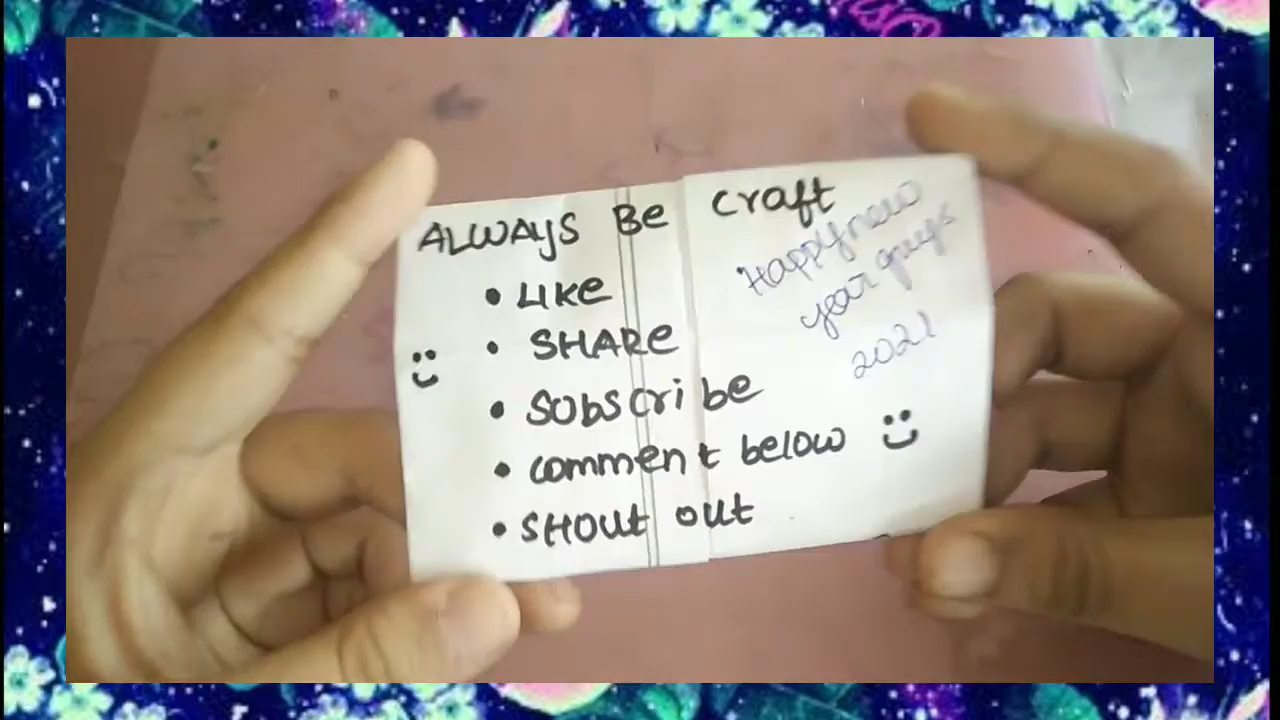 ALWAYS Be craft
Happy new
year guys
2021
• LIKe
• SHARe
• SUbscribe
• comment below
• SHout out